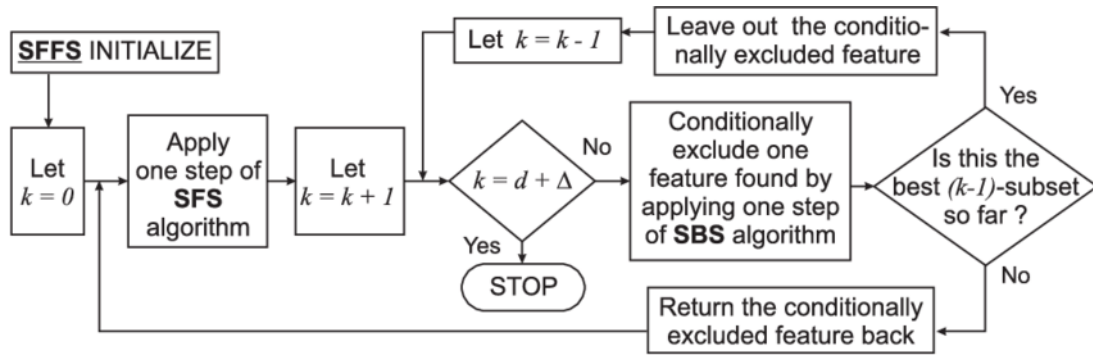 SFFS INITIALIZE
Let
k = 0
Apply
one step of
SFS
algorithm
Let
k = k + 1
Let k = k - 1
Leave out the conditio-
nally excluded feature
k = d + Δ
No
Yes
STOP
Conditionally
exclude one
feature found by
applying one step
of SBS algorithm
Yes
Is this the
best (k-1)-subset
so far ?
No
Return the conditionally
excluded feature back